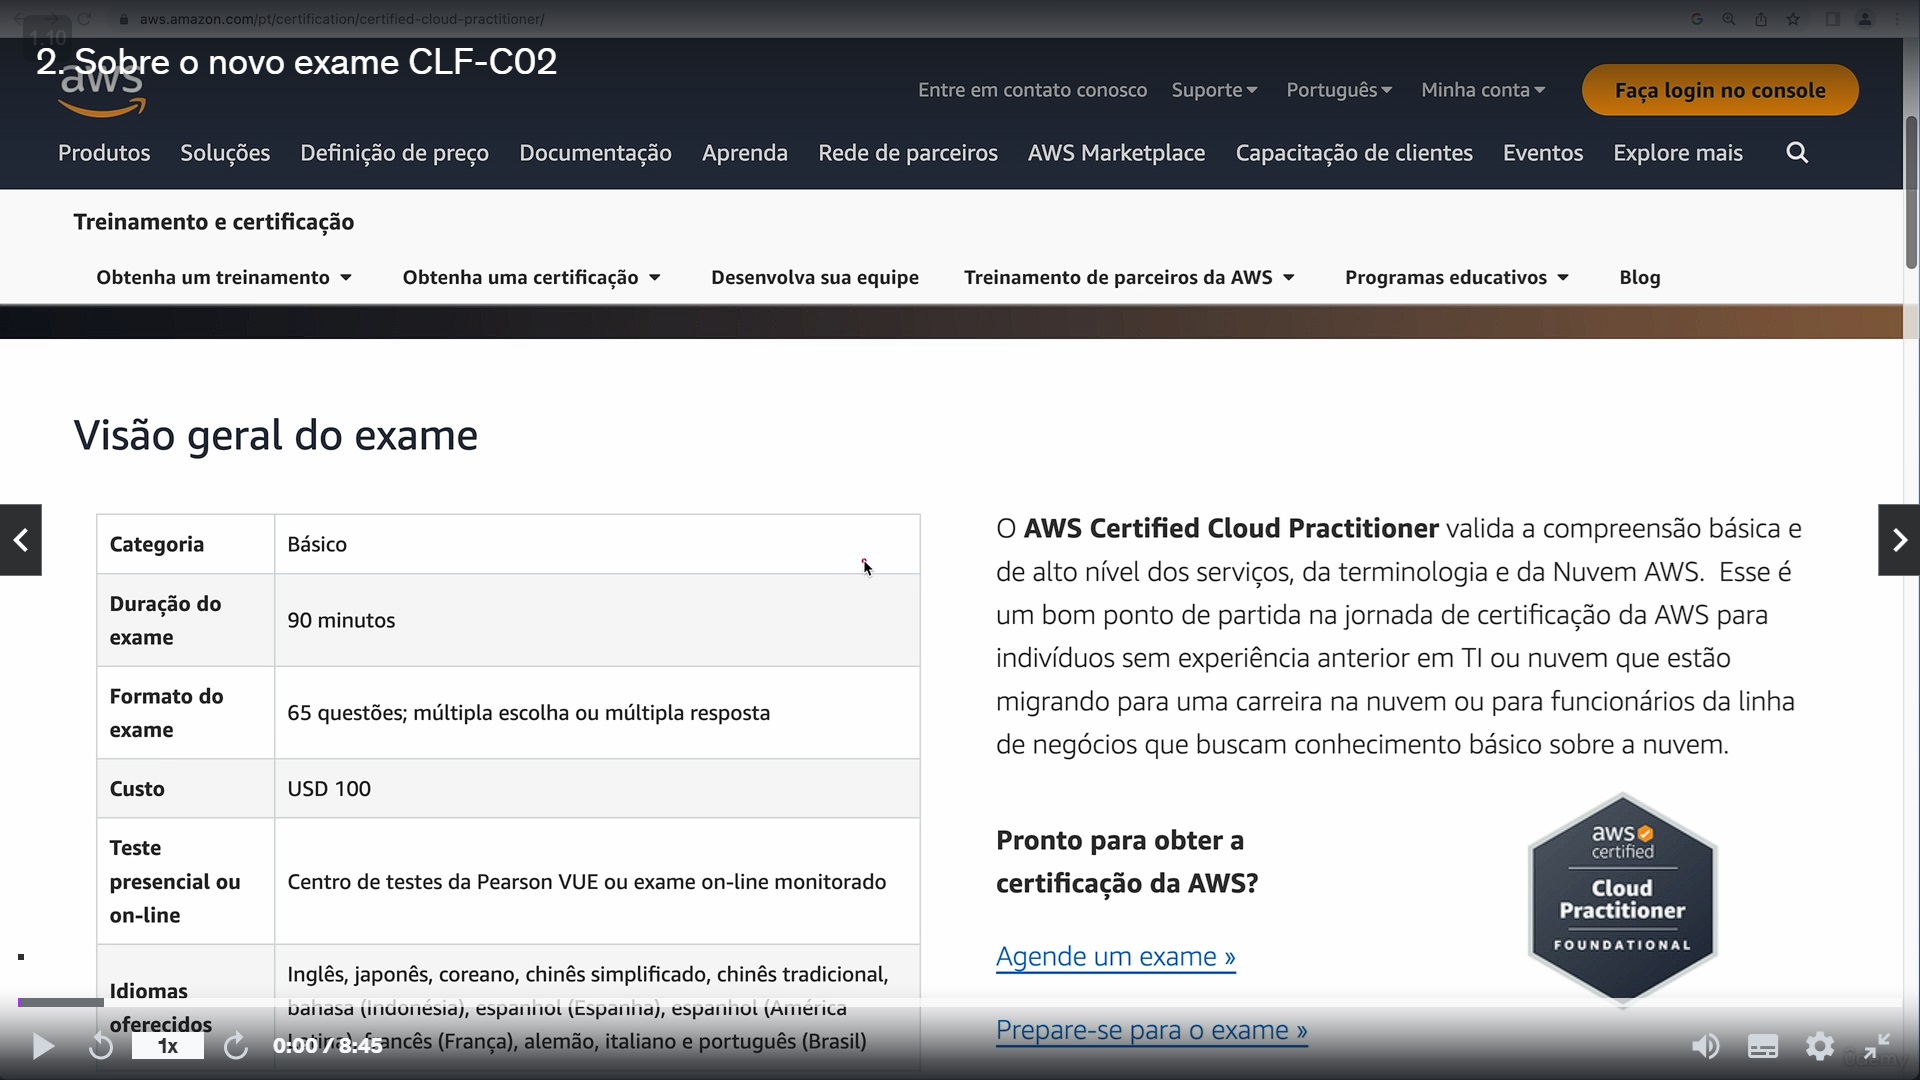 aws.amazon.com/pt/certification/certified-cloud-practitioner/
1.10
2. Sobre o novo exame CLF-C02
aws
Entre em contato conosco
Suporte
Português
Minha conta
Faça login no console
Produtos
Soluções
Definição de preço
Documentação
Aprenda
Rede de parceiros
AWS Marketplace
Capacitação de clientes
Eventos
Explore mais
Treinamento e certificação
Obtenha um treinamento
Obtenha uma certificação
Desenvolva sua equipe
Treinamento de parceiros da AWS
Programas educativos
Blog
Visão geral do exame
Categoria
Básico
Duração do
exame
90 minutos
Formato do
exame
65 questões; múltipla escolha ou múltipla resposta
Custo
USD 100
Teste
presencial ou
on-line
Centro de testes da Pearson VUE ou exame on-line monitorado
Idiomas
oferecidos
Inglês, japonês, coreano, chinês simplificado, chinês tradicional,
bahasa (Indonésia), espanhol (Espanha), espanhol (América
Latina), francês (França), alemão, italiano e português (Brasil)
O AWS Certified Cloud Practitioner valida a compreensão básica e
de alto nível dos serviços, da terminologia e da Nuvem AWS. Esse é
um bom ponto de partida na jornada de certificação da AWS para
indivíduos sem experiência anterior em TI ou nuvem que estão
migrando para uma carreira na nuvem ou para funcionários da linha
de negócios que buscam conhecimento básico sobre a nuvem.
Pronto para obter a
certificação da AWS?
Agende um exame »
Prepare-se para o exame »
aws
certified
Cloud
Practitioner
FOUNDATIONAL
1x
0:00 / 8:45
udemy